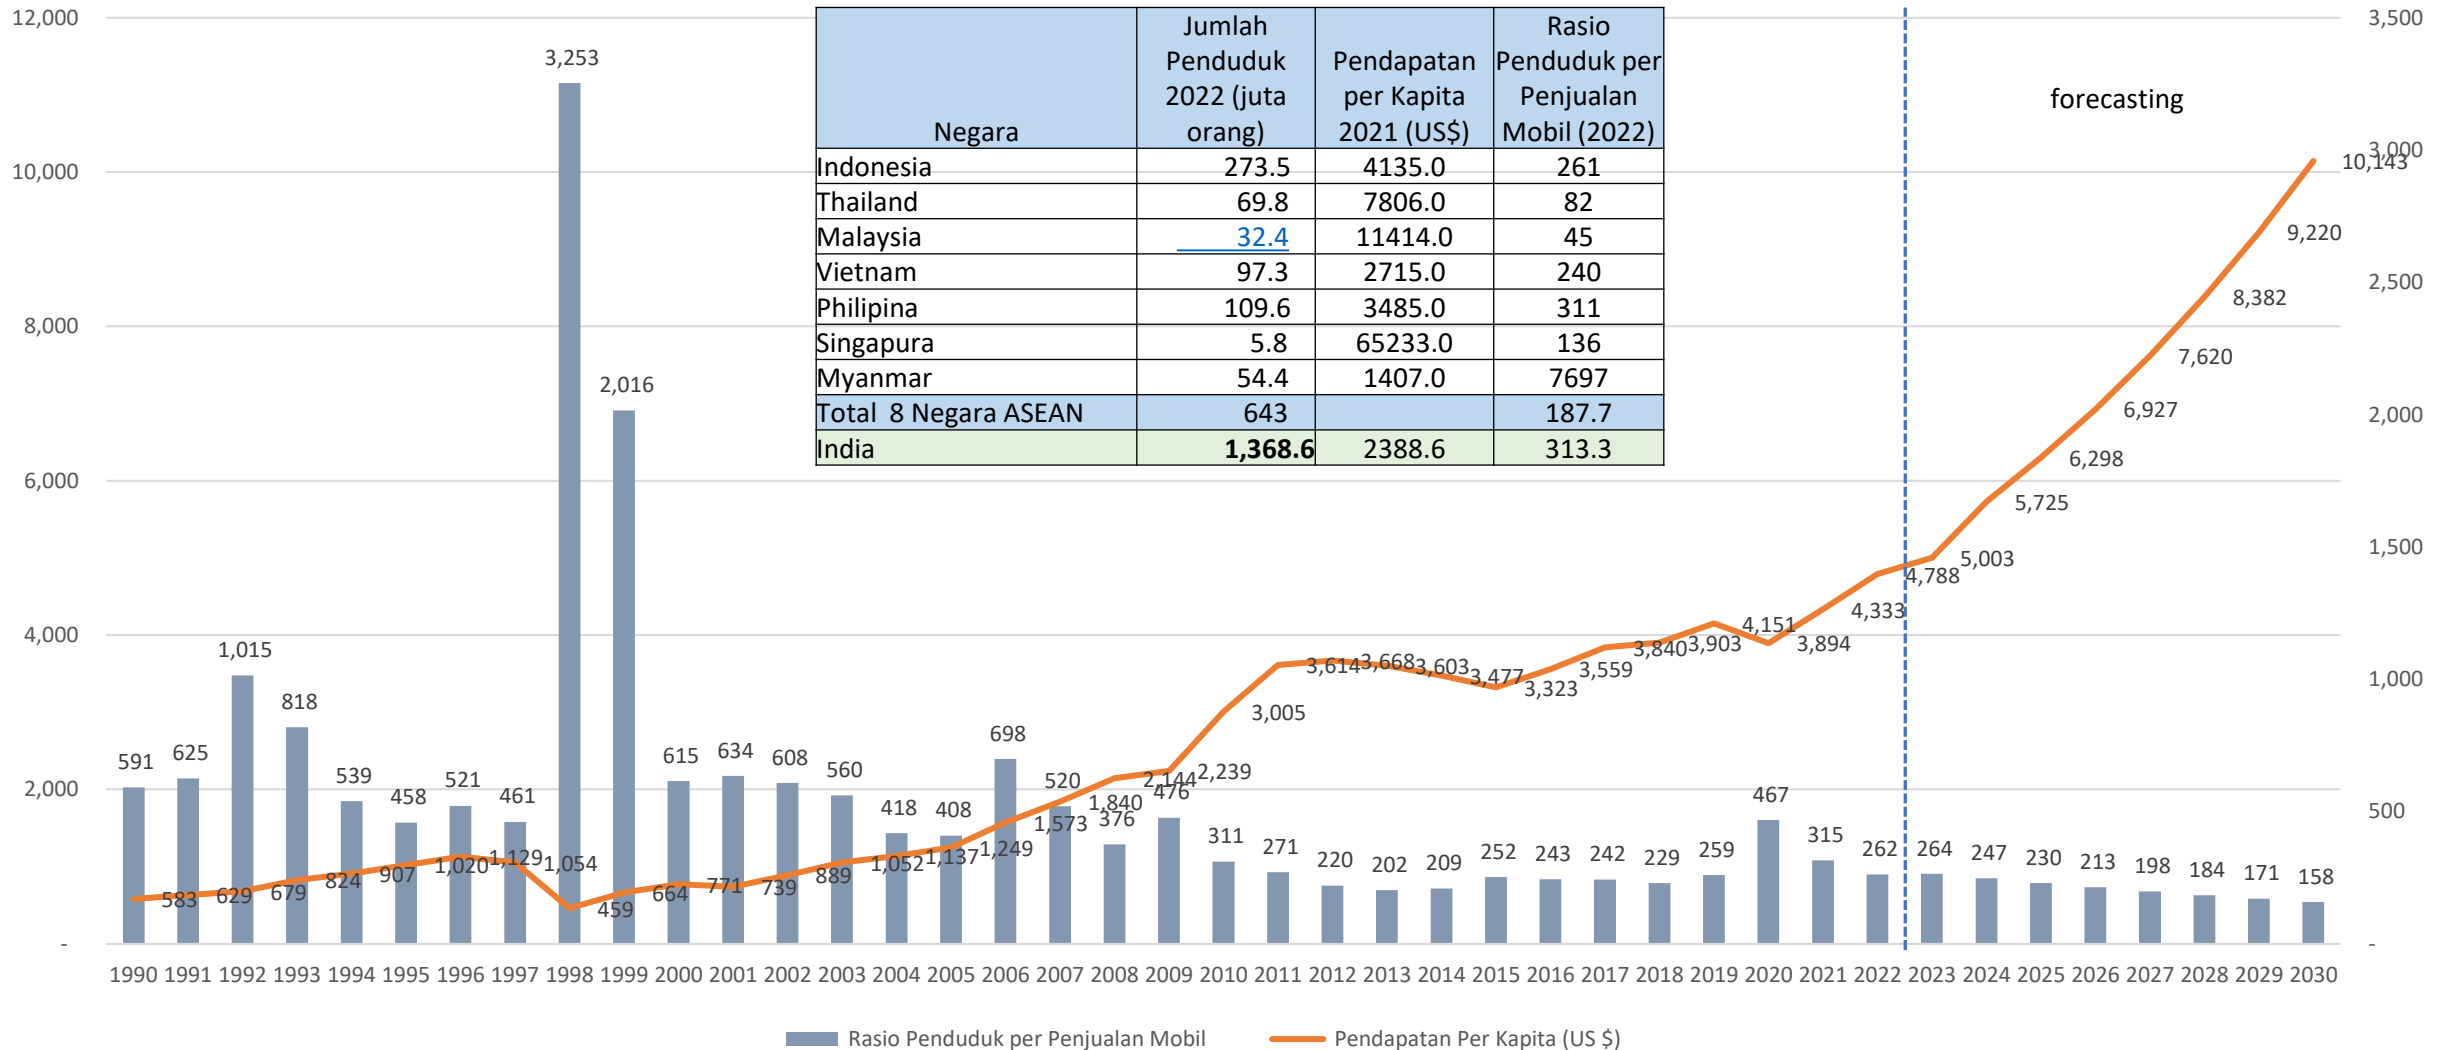 12,000
10,000
8,000
6,000
4,000
2,000
-
3,500
3,000
2,500
2,000
1,500
1,000
500
-
Negara
Jumlah
Penduduk
2022 (juta
orang)
Pendapatan
per Kapita
2021 (US$)
Rasio
Penduduk per
Penjualan
Mobil (2022)
Indonesia 273.5 4135.0 261
Thailand 69.8 7806.0 82
Malaysia 32.4 11414.0 45
Vietnam 97.3 2715.0 240
Philipina 109.6 3485.0 311
Singapura 5.8 65233.0 136
Myanmar 54.4 1407.0 7697
Total 8 Negara ASEAN 643 187.7
India 1,368.6 2388.6 313.3
forecasting
591 625 1,015 818 539 458 521 461 3,253 2,016 615 634 608 560 418 408 698 520 376 476 311 271 220 202 209 252 243 242 229 259 467 315 262 264 247 230 213 198 184 171 158
583 629 679 824 907 1,020 1,129 1,054 459 664 771 739 889 1,052 1,137 1,249 1,573 1,840 2,144 2,239 3,005 3,614 3,668 3,603 3,477 3,323 3,559 3,840 3,903 4,151 3,894 4,333 4,788 5,003 5,725 6,298 6,927 7,620 8,382 9,220 10,143
1990 1991 1992 1993 1994 1995 1996 1997 1998 1999 2000 2001 2002 2003 2004 2005 2006 2007 2008 2009 2010 2011 2012 2013 2014 2015 2016 2017 2018 2019 2020 2021 2022 2023 2024 2025 2026 2027 2028 2029 2030
Rasio Penduduk per Penjualan Mobil Pendapatan Per Kapita (US $)